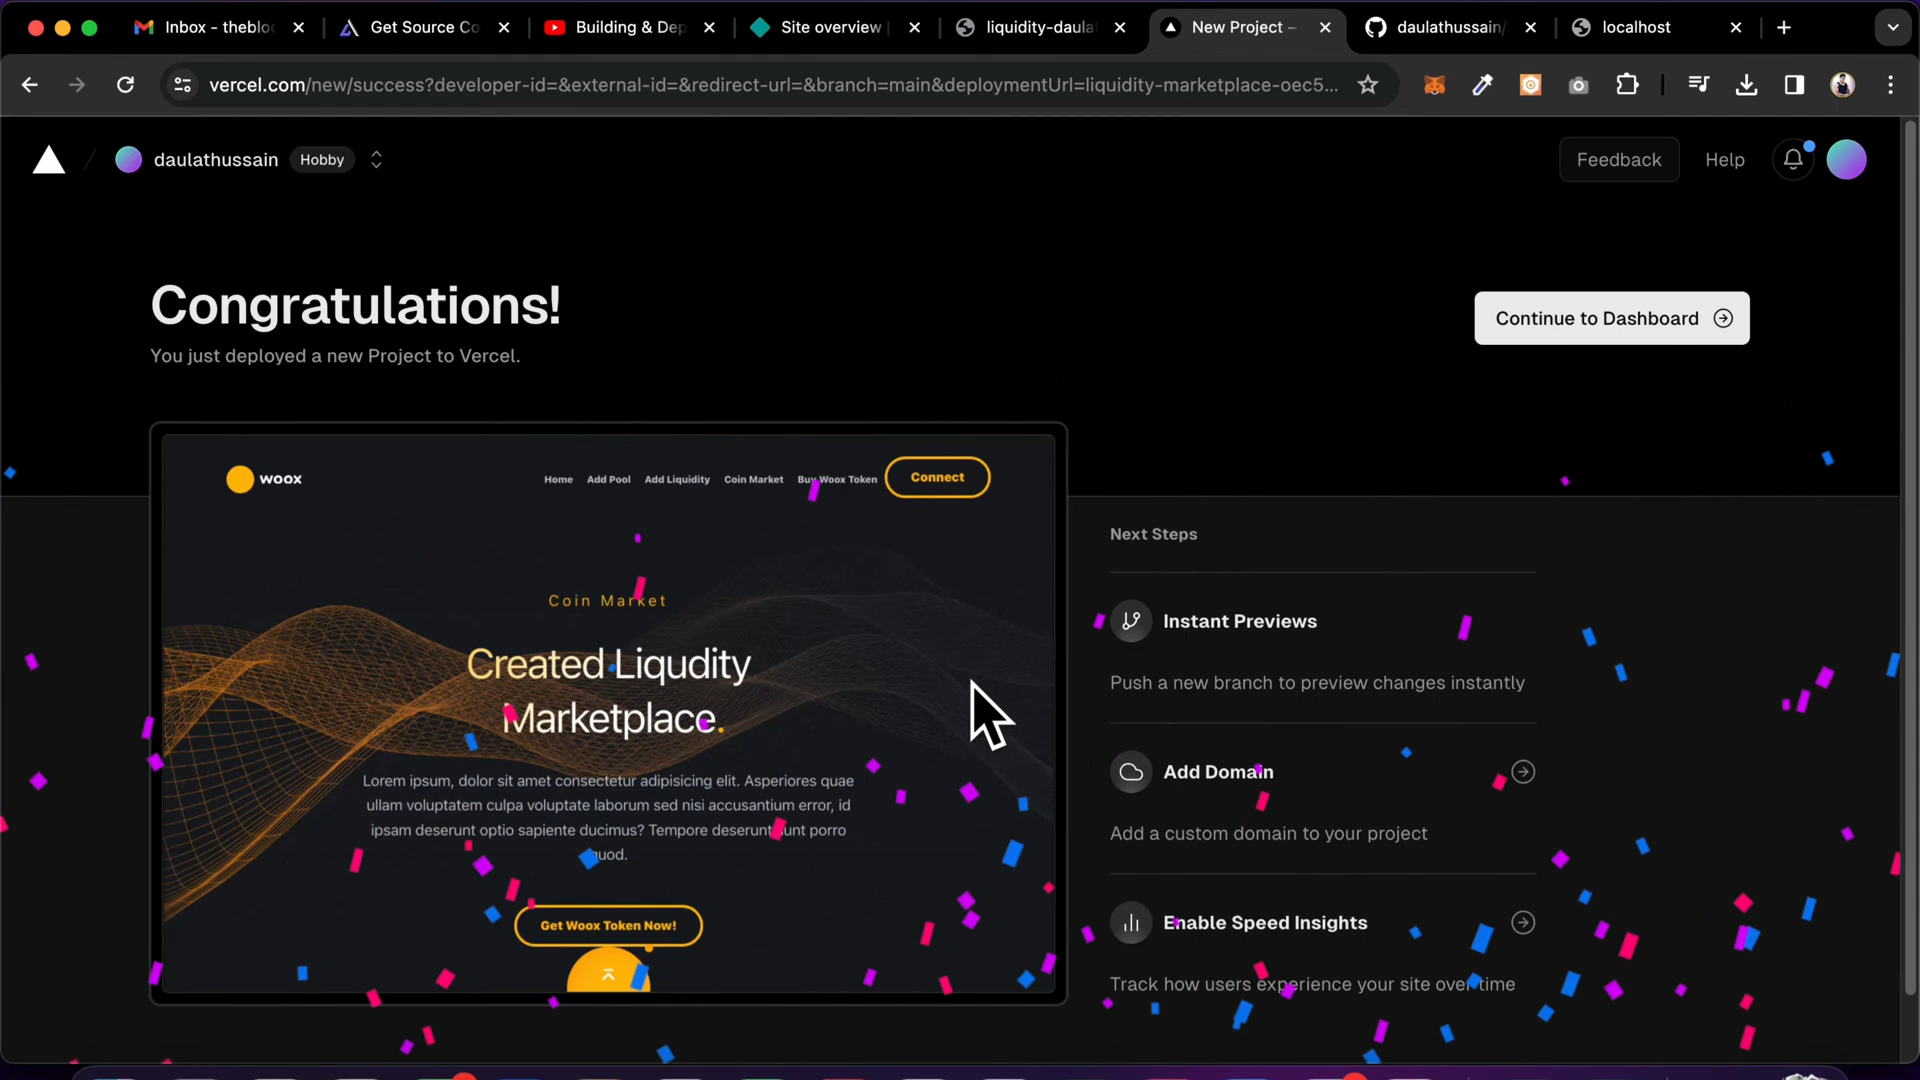 Inbox - thebloc
Get Source Co
Building & Dep
Site overview
liquidity-daulat
New Project –
daulathussain/
localhost
vercel.com/new/success?developer-id=&external-id=&redirect-url=&branch=main&deploymentUrl=liquidity-marketplace-oec5...
daulathussain
Hobby
Feedback
Help
Congratulations!
You just deployed a new Project to Vercel.
Continue to Dashboard
woox
Home
Add Pool
Add Liquidity
Coin Market
Buy Woox Token
Connect
Coin Market
Created Liqudity
Marketplace.
Lorem ipsum, dolor sit amet consectetur adipisicing elit. Asperiores quae
ullam voluptatem culpa voluptate laborum sed nisi accusantium error, id
ipsam deserunt optio sapiente ducimus? Tempore deserunt sunt porro
quod.
Get Woox Token Now!
Next Steps
Instant Previews
Push a new branch to preview changes instantly
Add Domain
Add a custom domain to your project
Enable Speed Insights
Track how users experience your site over time